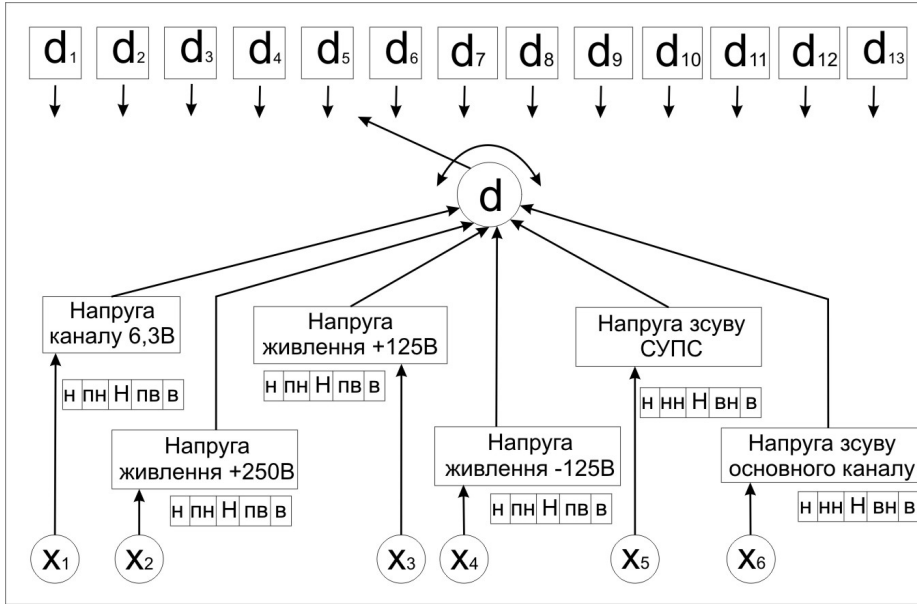 d1 d2 d3 d4 d5 d6 d7 d8 d9 d10 d11 d12 d13
d
Напруга
каналу 6,3В
н пн Н пв в
Напруга
живлення +250В
н пн Н пв в
Напруга
живлення +125В
н пн Н пв в
Напруга
живлення -125В
н пн Н пв в
Напруга зсуву
СУПС
н нн Н вн в
Напруга зсуву
основного каналу
н нн Н вн в
x1 x2 x3 x4 x5 x6